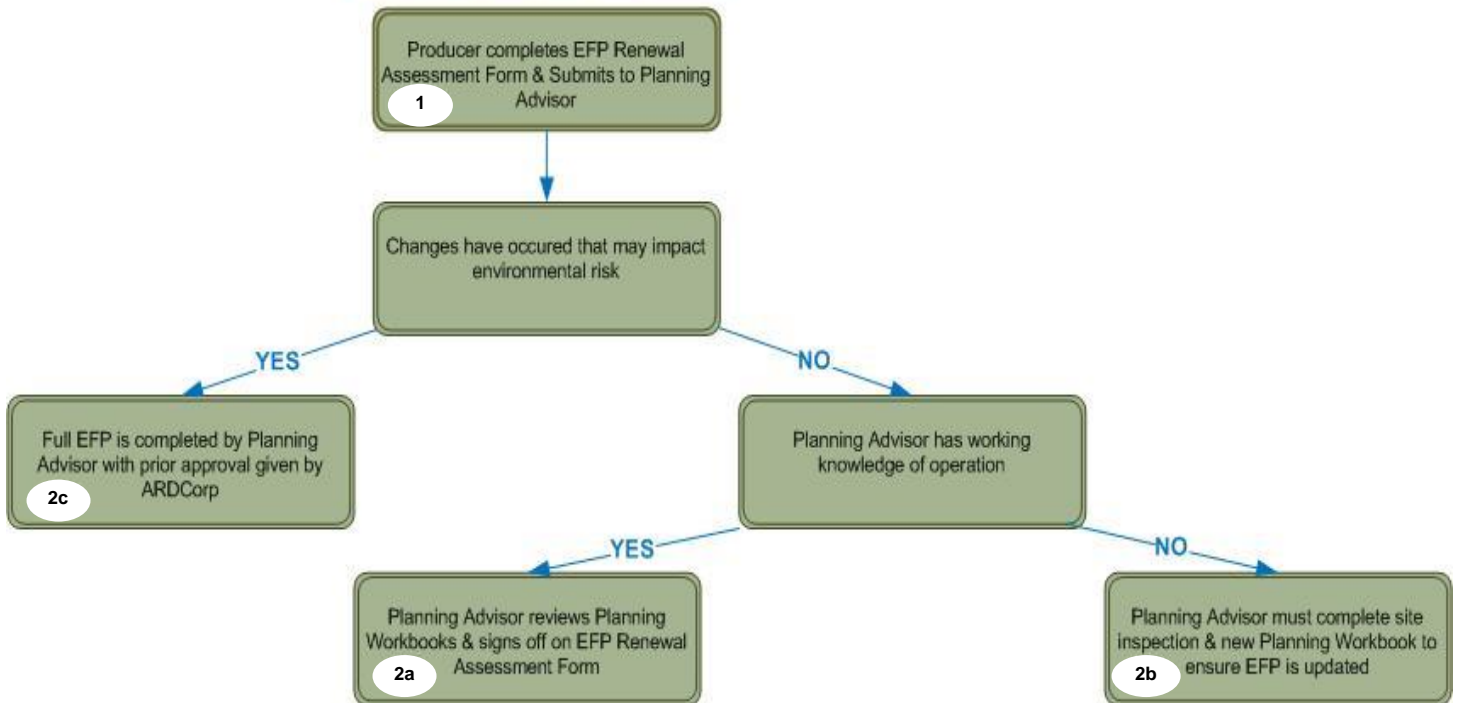 Producer completes EFP Renewal
Assessment Form & Submits to Planning
Advisor
1
Changes have occured that may impact
environmental risk
YES
NO
Full EFP is completed by Planning
Advisor with prior approval given by
ARDCorp
2c
Planning Advisor has working
knowledge of operation
YES
NO
Planning Advisor reviews Planning
Workbooks & signs off on EFP Renewal
Assessment Form
2a
Planning Advisor must complete site
inspection & new Planning Workbook to
ensure EFP is updated
2b